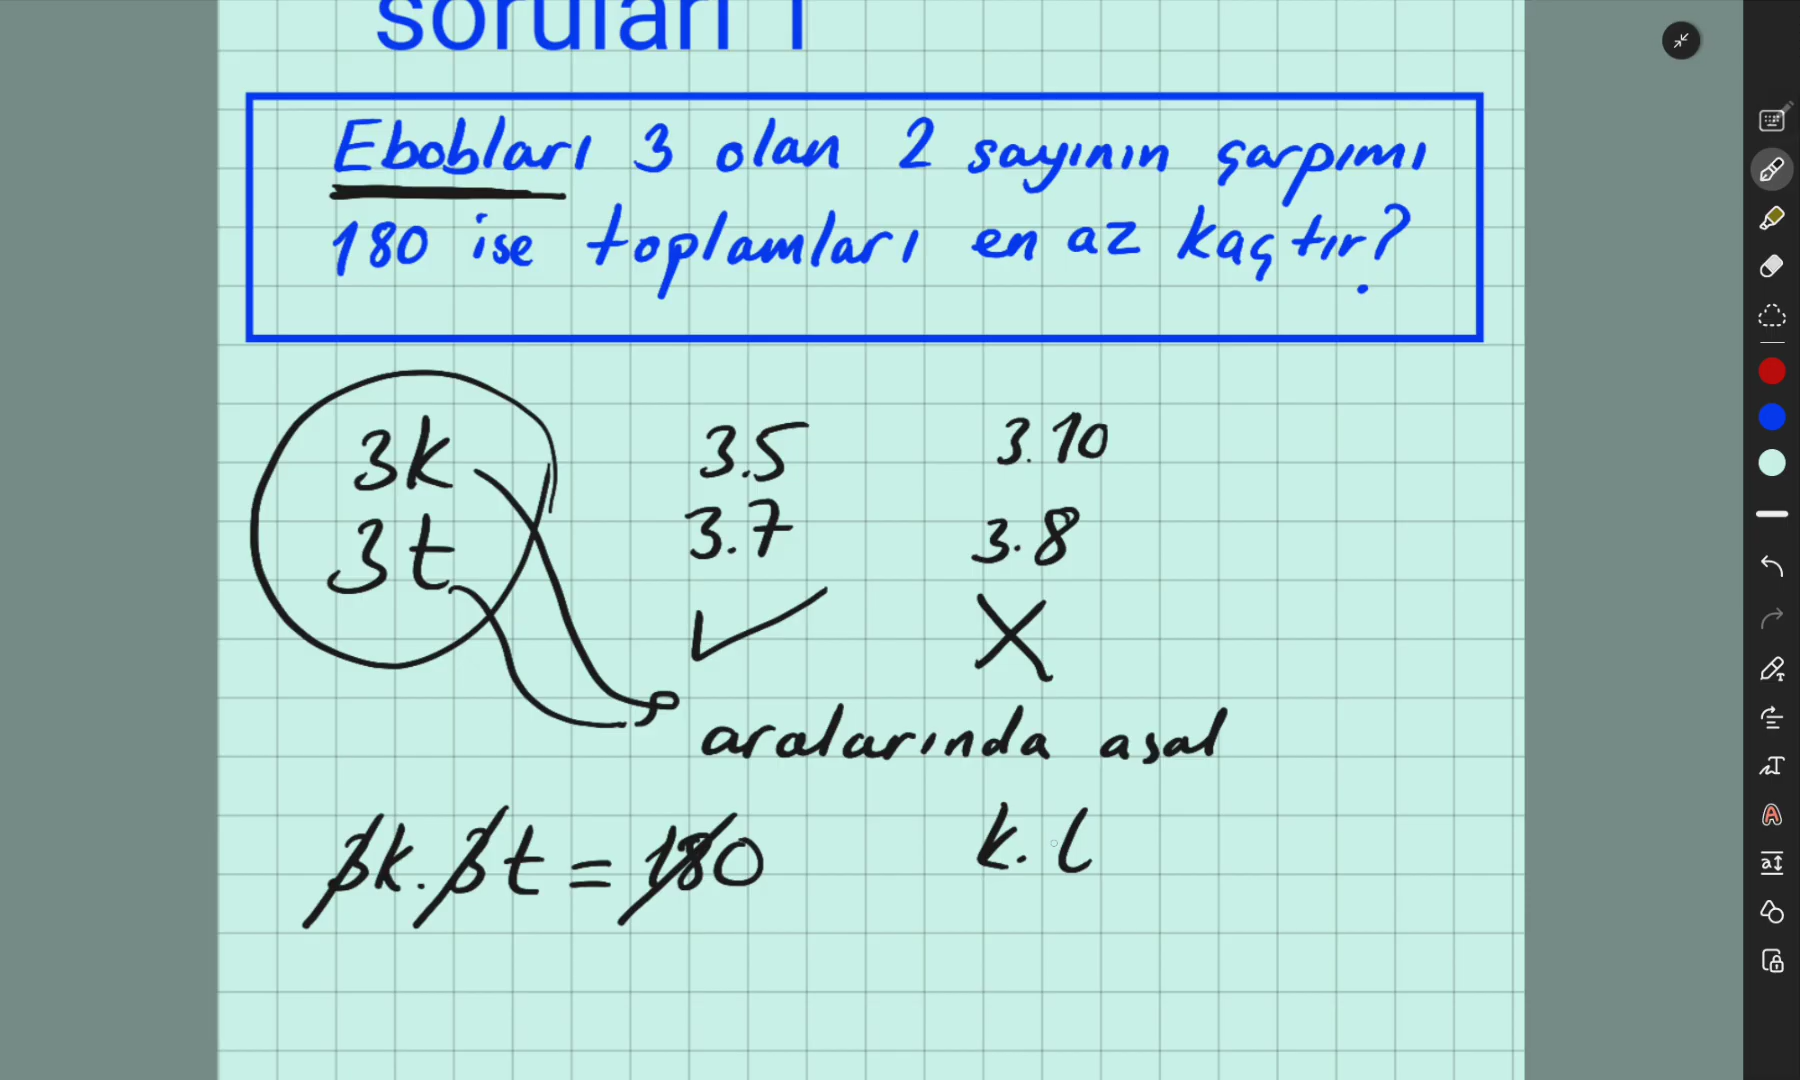 soruları 1
Ebobları 3 olan 2 sayının çarpımı
180 ise toplamları en az kaçtır?
3k 3.5 3.10
3t 3.7 3.8
aralarında asal
3k.3t=180 k.t